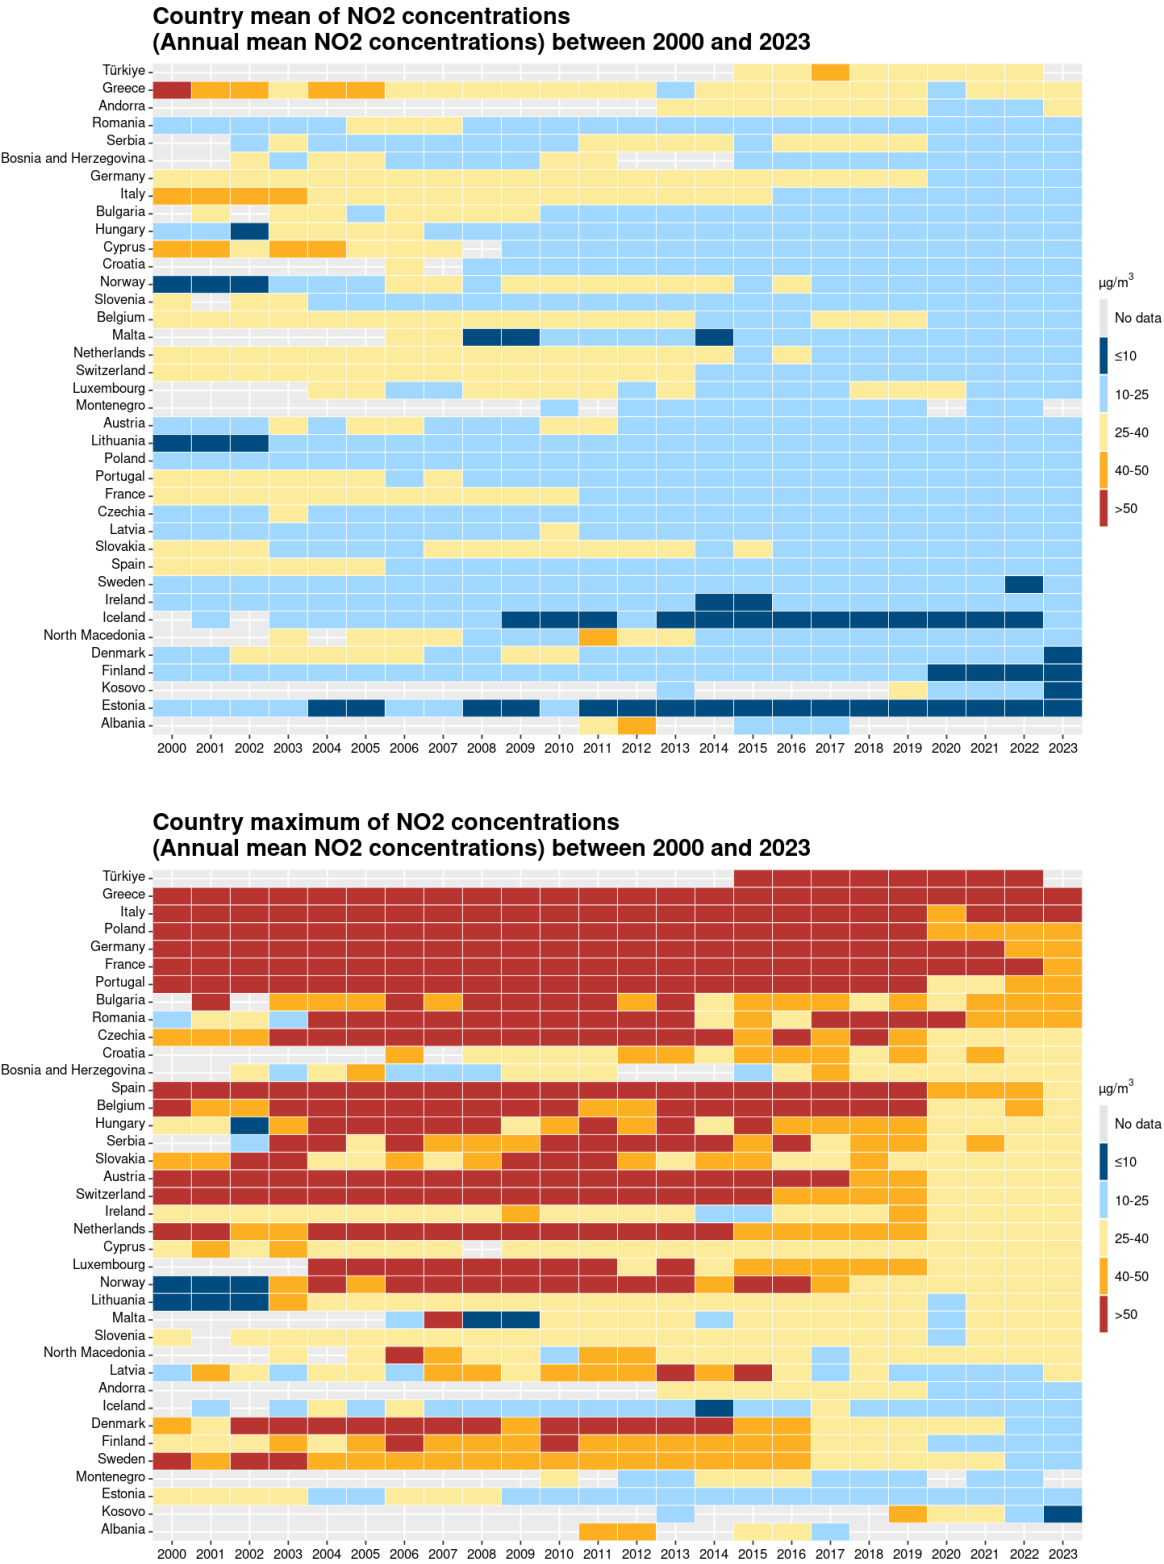 Country mean of NO2 concentrations
(Annual mean NO2 concentrations) between 2000 and 2023
Türkiye
Greece
Andorra
Romania
Serbia
Bosnia and Herzegovina
Germany
Italy
Bulgaria
Hungary
Cyprus
Croatia
Norway
Slovenia
Belgium
Malta
Netherlands
Switzerland
Luxembourg
Montenegro
Austria
Lithuania
Poland
Portugal
France
Czechia
Latvia
Slovakia
Spain
Sweden
Ireland
Iceland
North Macedonia
Denmark
Finland
Kosovo
Estonia
Albania
2000 2001 2002 2003 2004 2005 2006 2007 2008 2009 2010 2011 2012 2013 2014 2015 2016 2017 2018 2019 2020 2021 2022 2023
µg/m³
No data
≤10
10-25
25-40
40-50
>50
Country maximum of NO2 concentrations
(Annual mean NO2 concentrations) between 2000 and 2023
Türkiye
Greece
Italy
Poland
Germany
France
Portugal
Bulgaria
Romania
Czechia
Croatia
Bosnia and Herzegovina
Spain
Belgium
Hungary
Serbia
Slovakia
Austria
Switzerland
Ireland
Netherlands
Cyprus
Luxembourg
Norway
Lithuania
Malta
Slovenia
North Macedonia
Latvia
Andorra
Iceland
Denmark
Finland
Sweden
Montenegro
Estonia
Kosovo
Albania
2000 2001 2002 2003 2004 2005 2006 2007 2008 2009 2010 2011 2012 2013 2014 2015 2016 2017 2018 2019 2020 2021 2022 2023
µg/m³
No data
≤10
10-25
25-40
40-50
>50